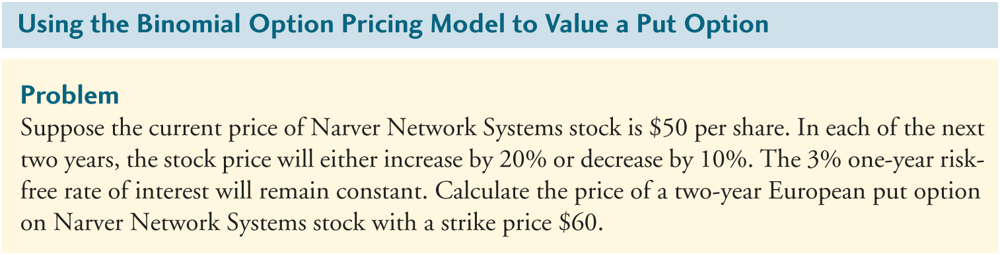 Using the Binomial Option Pricing Model to Value a Put Option
Problem
Suppose the current price of Narver Network Systems stock is $50 per share. In each of the next
two years, the stock price will either increase by 20% or decrease by 10%. The 3% one-year risk-
free rate of interest will remain constant. Calculate the price of a two-year European put option
on Narver Network Systems stock with a strike price $60.